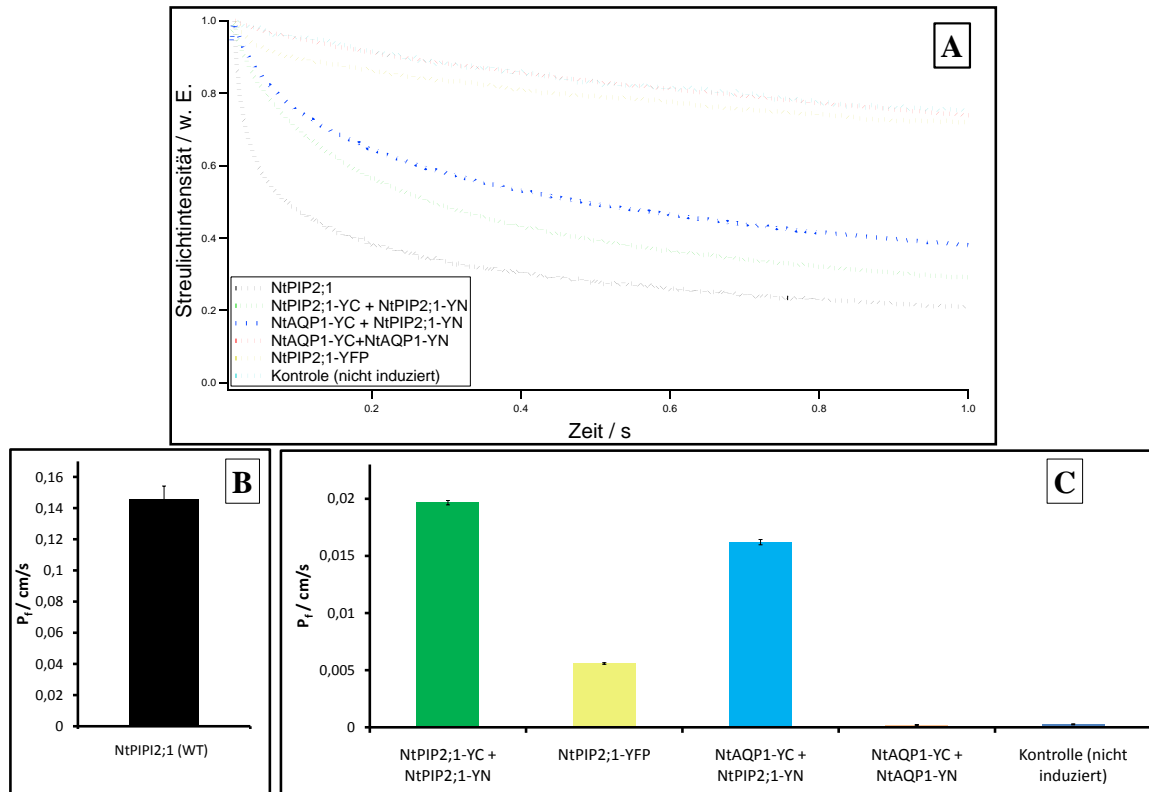 A
Streulichtintensität / w. E.
1.0
0.8
0.6
0.4
0.2
0.0
NtPIP2;1
NtPIP2;1-YC + NtPIP2;1-YN
NtAQP1-YC + NtPIP2;1-YN
NtAQP1-YC+NtAQP1-YN
NtPIP2;1-YFP
Kontrole (nicht induziert)
0.2
0.4
0.6
0.8
1.0
Zeit / s
B
Pf / cm/s
0,16
0,14
0,12
0,1
0,08
0,06
0,04
0,02
0
NtPIPI2;1 (WT)
C
Pf / cm/s
0,02
0,015
0,01
0,005
0
NtPIP2;1-YC +
NtPIP2;1-YN
NtPIP2;1-YFP
NtAQP1-YC +
NtPIP2;1-YN
NtAQP1-YC +
NtAQP1-YN
Kontrolle (nicht
induziert)